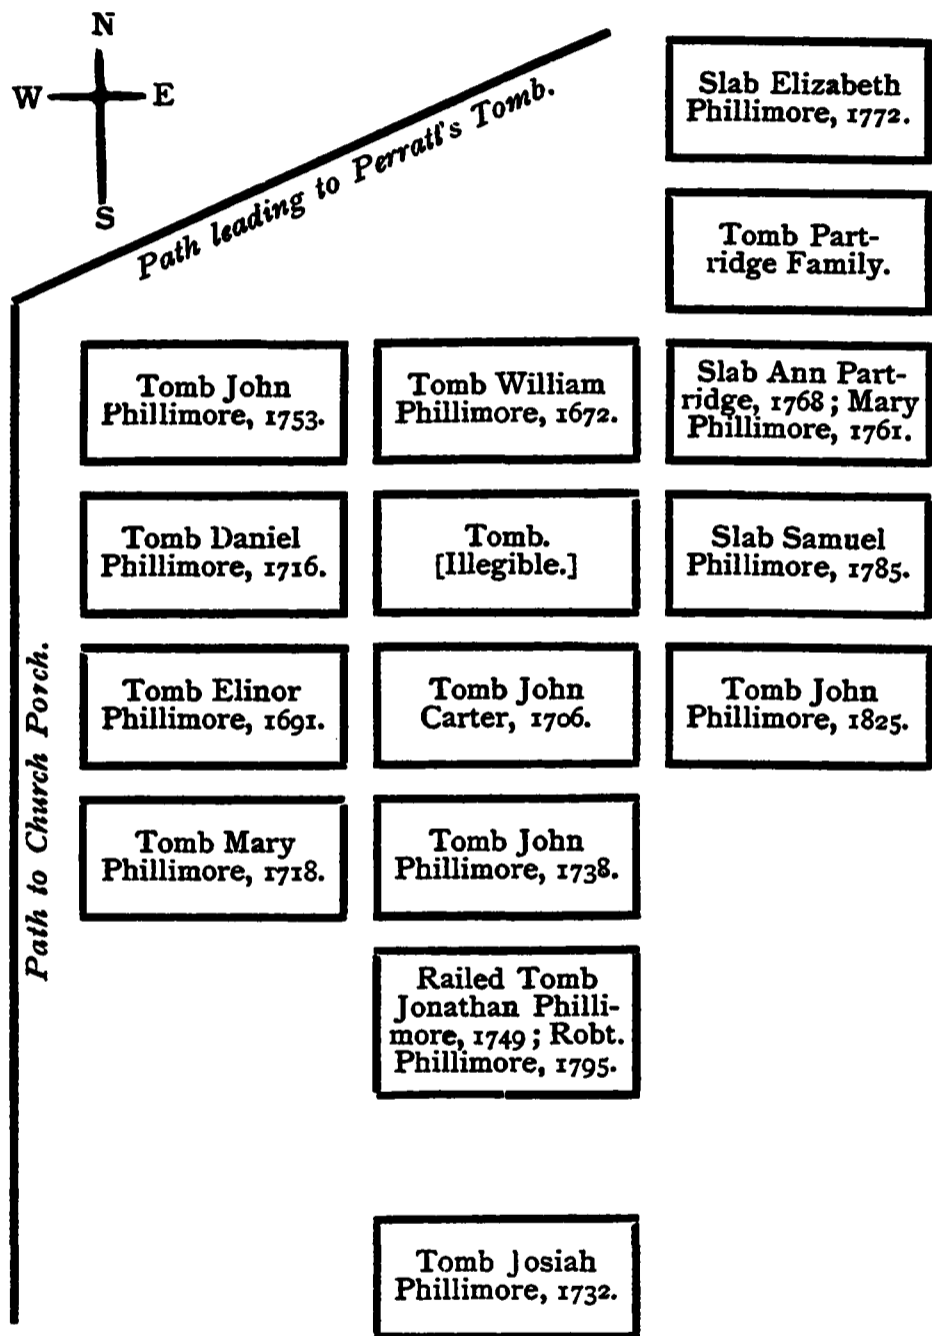 N
W E
S
Path leading to Perratt's Tomb.
Path to Church Porch.
Slab Elizabeth
Phillimore, 1772.
Tomb Part-
ridge Family.
Tomb John
Phillimore, 1753.
Tomb William
Phillimore, 1672.
Slab Ann Part-
ridge, 1768 ; Mary
Phillimore, 1761.
Tomb Daniel
Phillimore, 1716.
Tomb.
[Illegible.]
Slab Samuel
Phillimore, 1785.
Tomb Elinor
Phillimore, 1691.
Tomb John
Carter, 1706.
Tomb John
Phillimore, 1825.
Tomb Mary
Phillimore, 1718.
Tomb John
Phillimore, 1738.
Railed Tomb
Jonathan Philli-
more, 1749 ; Robt.
Phillimore, 1795.
Tomb Josiah
Phillimore, 1732.